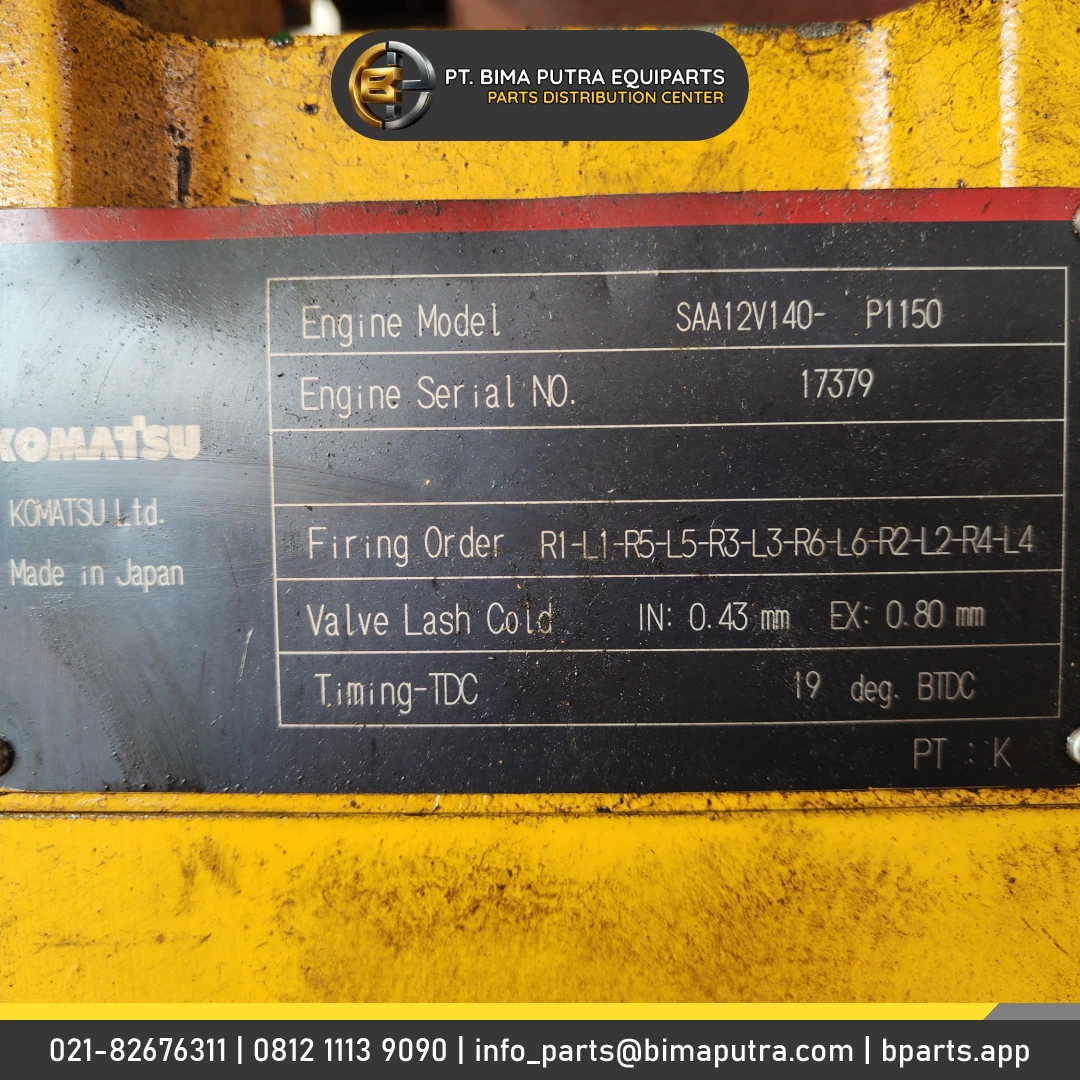 PT. BIMA PUTRA EQUIPARTS
PARTS DISTRIBUTION CENTER
Engine Model SAA12V140- P1150
Engine Serial NO. 17379
KOMATSU
KOMATSU Ltd.
Made in Japan
Firing Order R1-L1-R5-L5-R3-L3-R6-L6-R2-L2-R4-L4
Valve Lash Cold IN: 0.43 mm EX: 0.80 mm
Timing-TDC 19 deg. BTDC
PT : K
021-82676311 | 0812 1113 9090 | info_parts@bimaputra.com | bparts.app